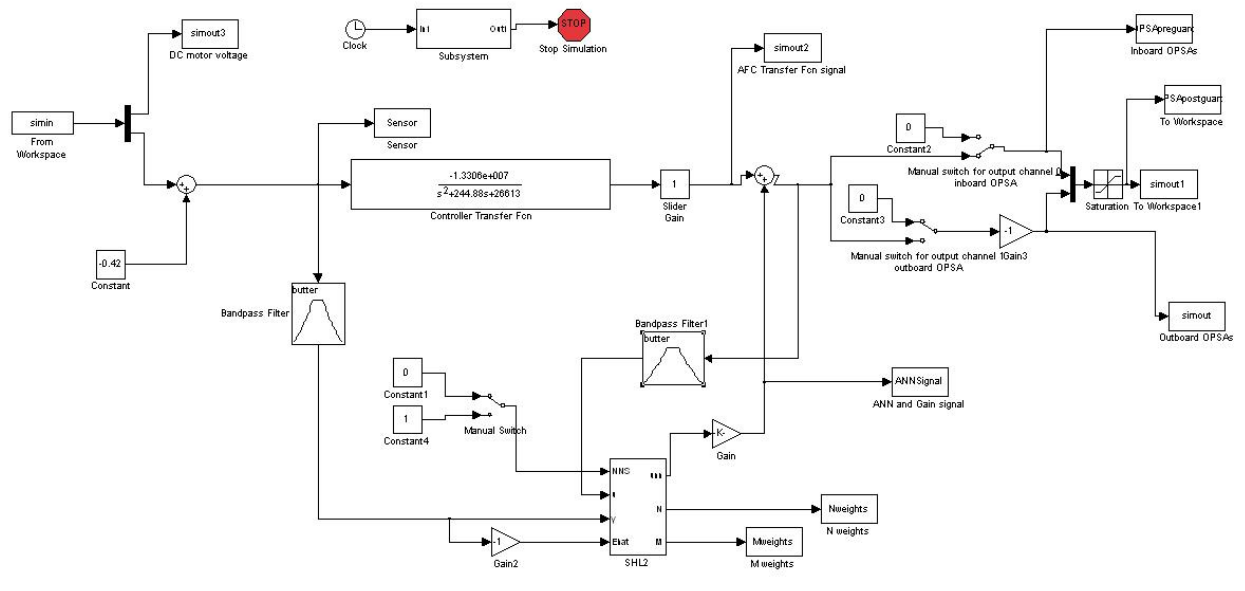 simout3
DC motor voltage
Clock
In1
Out1
Subsystem
STOP
Stop Simulation
simout2
AFC Transfer Fcn signal
PSApreguard
Inboard OPSAs
PSApostguard
To Workspace
simin
From
Workspace
Sensor
Sensor
0
Constant2
-1.3306e+007
s2+244.88s+26613
Controller Transfer Fcn
1
Slider
Gain
Manual switch for output channel 0
inboard OPSA
0
Constant3
Saturation
simout1
To Workspace1
-1
Manual switch for output channel 1
Gain3
outboard OPSA
-0.42
Constant
butter
Bandpass Filter
simout
Outboard OPSAs
Bandpass Filter1
butter
0
Constant1
1
Constant4
Manual Switch
ANNSignal
ANN and Gain signal
-K-
Gain
NNS
N
M
Nweights
N weights
SHL2
-1
Gain2
Mweights
M weights